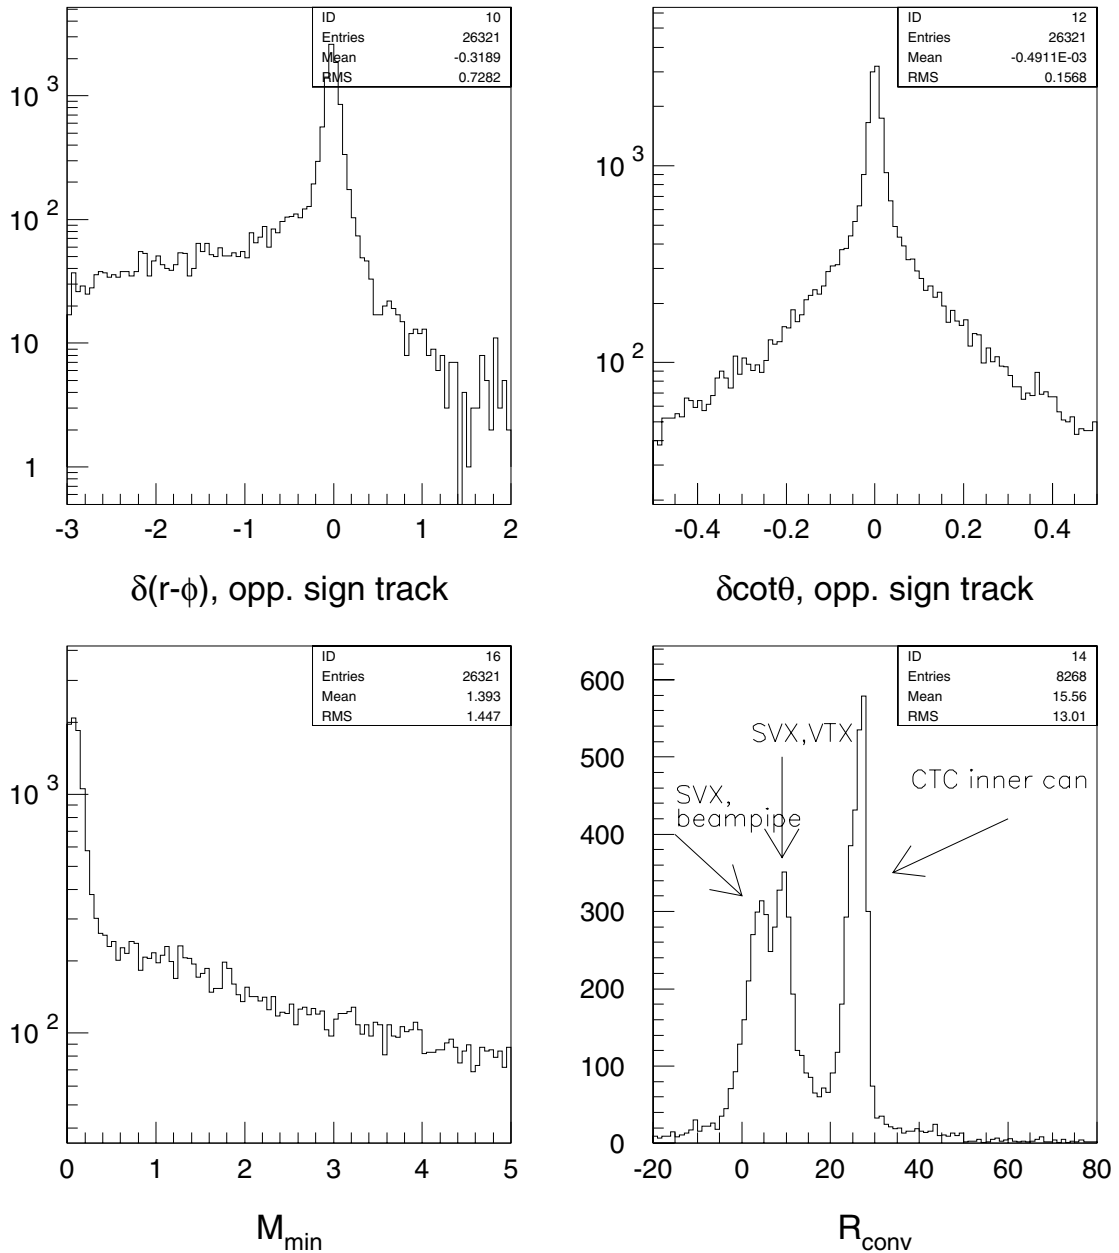 ID 10
Entries 26321
Mean -0.3189
RMS 0.7282
10 3
10 2
10
1
-3 -2 -1 0 1 2
δ(r-ϕ), opp. sign track
ID 12
Entries 26321
Mean -0.4911E-03
RMS 0.1568
10 3
10 2
-0.4 -0.2 0 0.2 0.4
δcotθ, opp. sign track
ID 16
Entries 26321
Mean 1.393
RMS 1.447
10 3
10 2
0 1 2 3 4 5
Mmin
ID 14
Entries 8268
Mean 15.56
RMS 13.01
SVX,VTX
CTC inner can
SVX,
beampipe
600
500
400
300
200
100
0
-20 0 20 40 60 80
Rconv